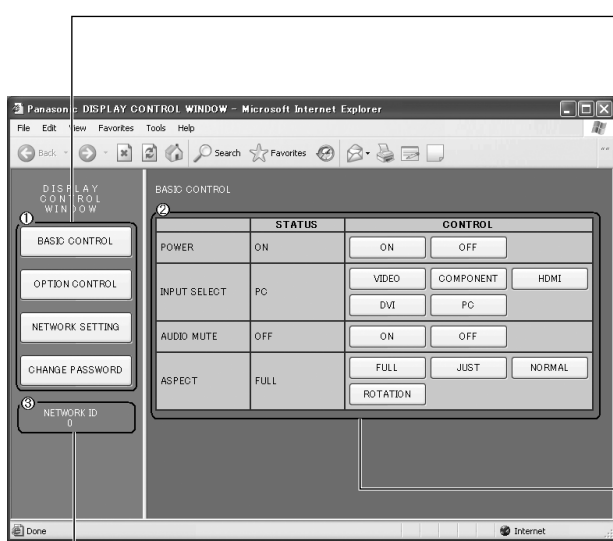 Panasonic DISPLAY CONTROL WINDOW - Microsoft Internet Explorer
File Edit View Favorites Tools Help
Back Search Favorites
DISPLAY
CONTROL
WINDOW
①
BASIC CONTROL
OPTION CONTROL
NETWORK SETTING
CHANGE PASSWORD
③
NETWORK ID
0
BASIC CONTROL
②
STATUS CONTROL
POWER ON ON OFF
INPUT SELECT PC VIDEO COMPONENT HDMI
DVI PC
AUDIO MUTE OFF ON OFF
ASPECT FULL FULL JUST NORMAL
ROTATION
Done Internet